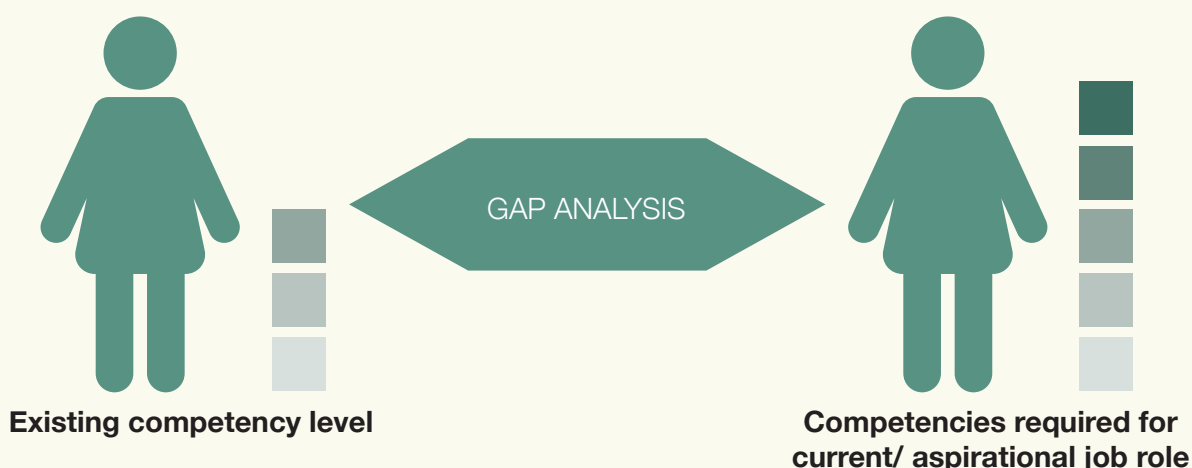 GAP ANALYSIS
Existing competency level
Competencies required for
current/ aspirational job role